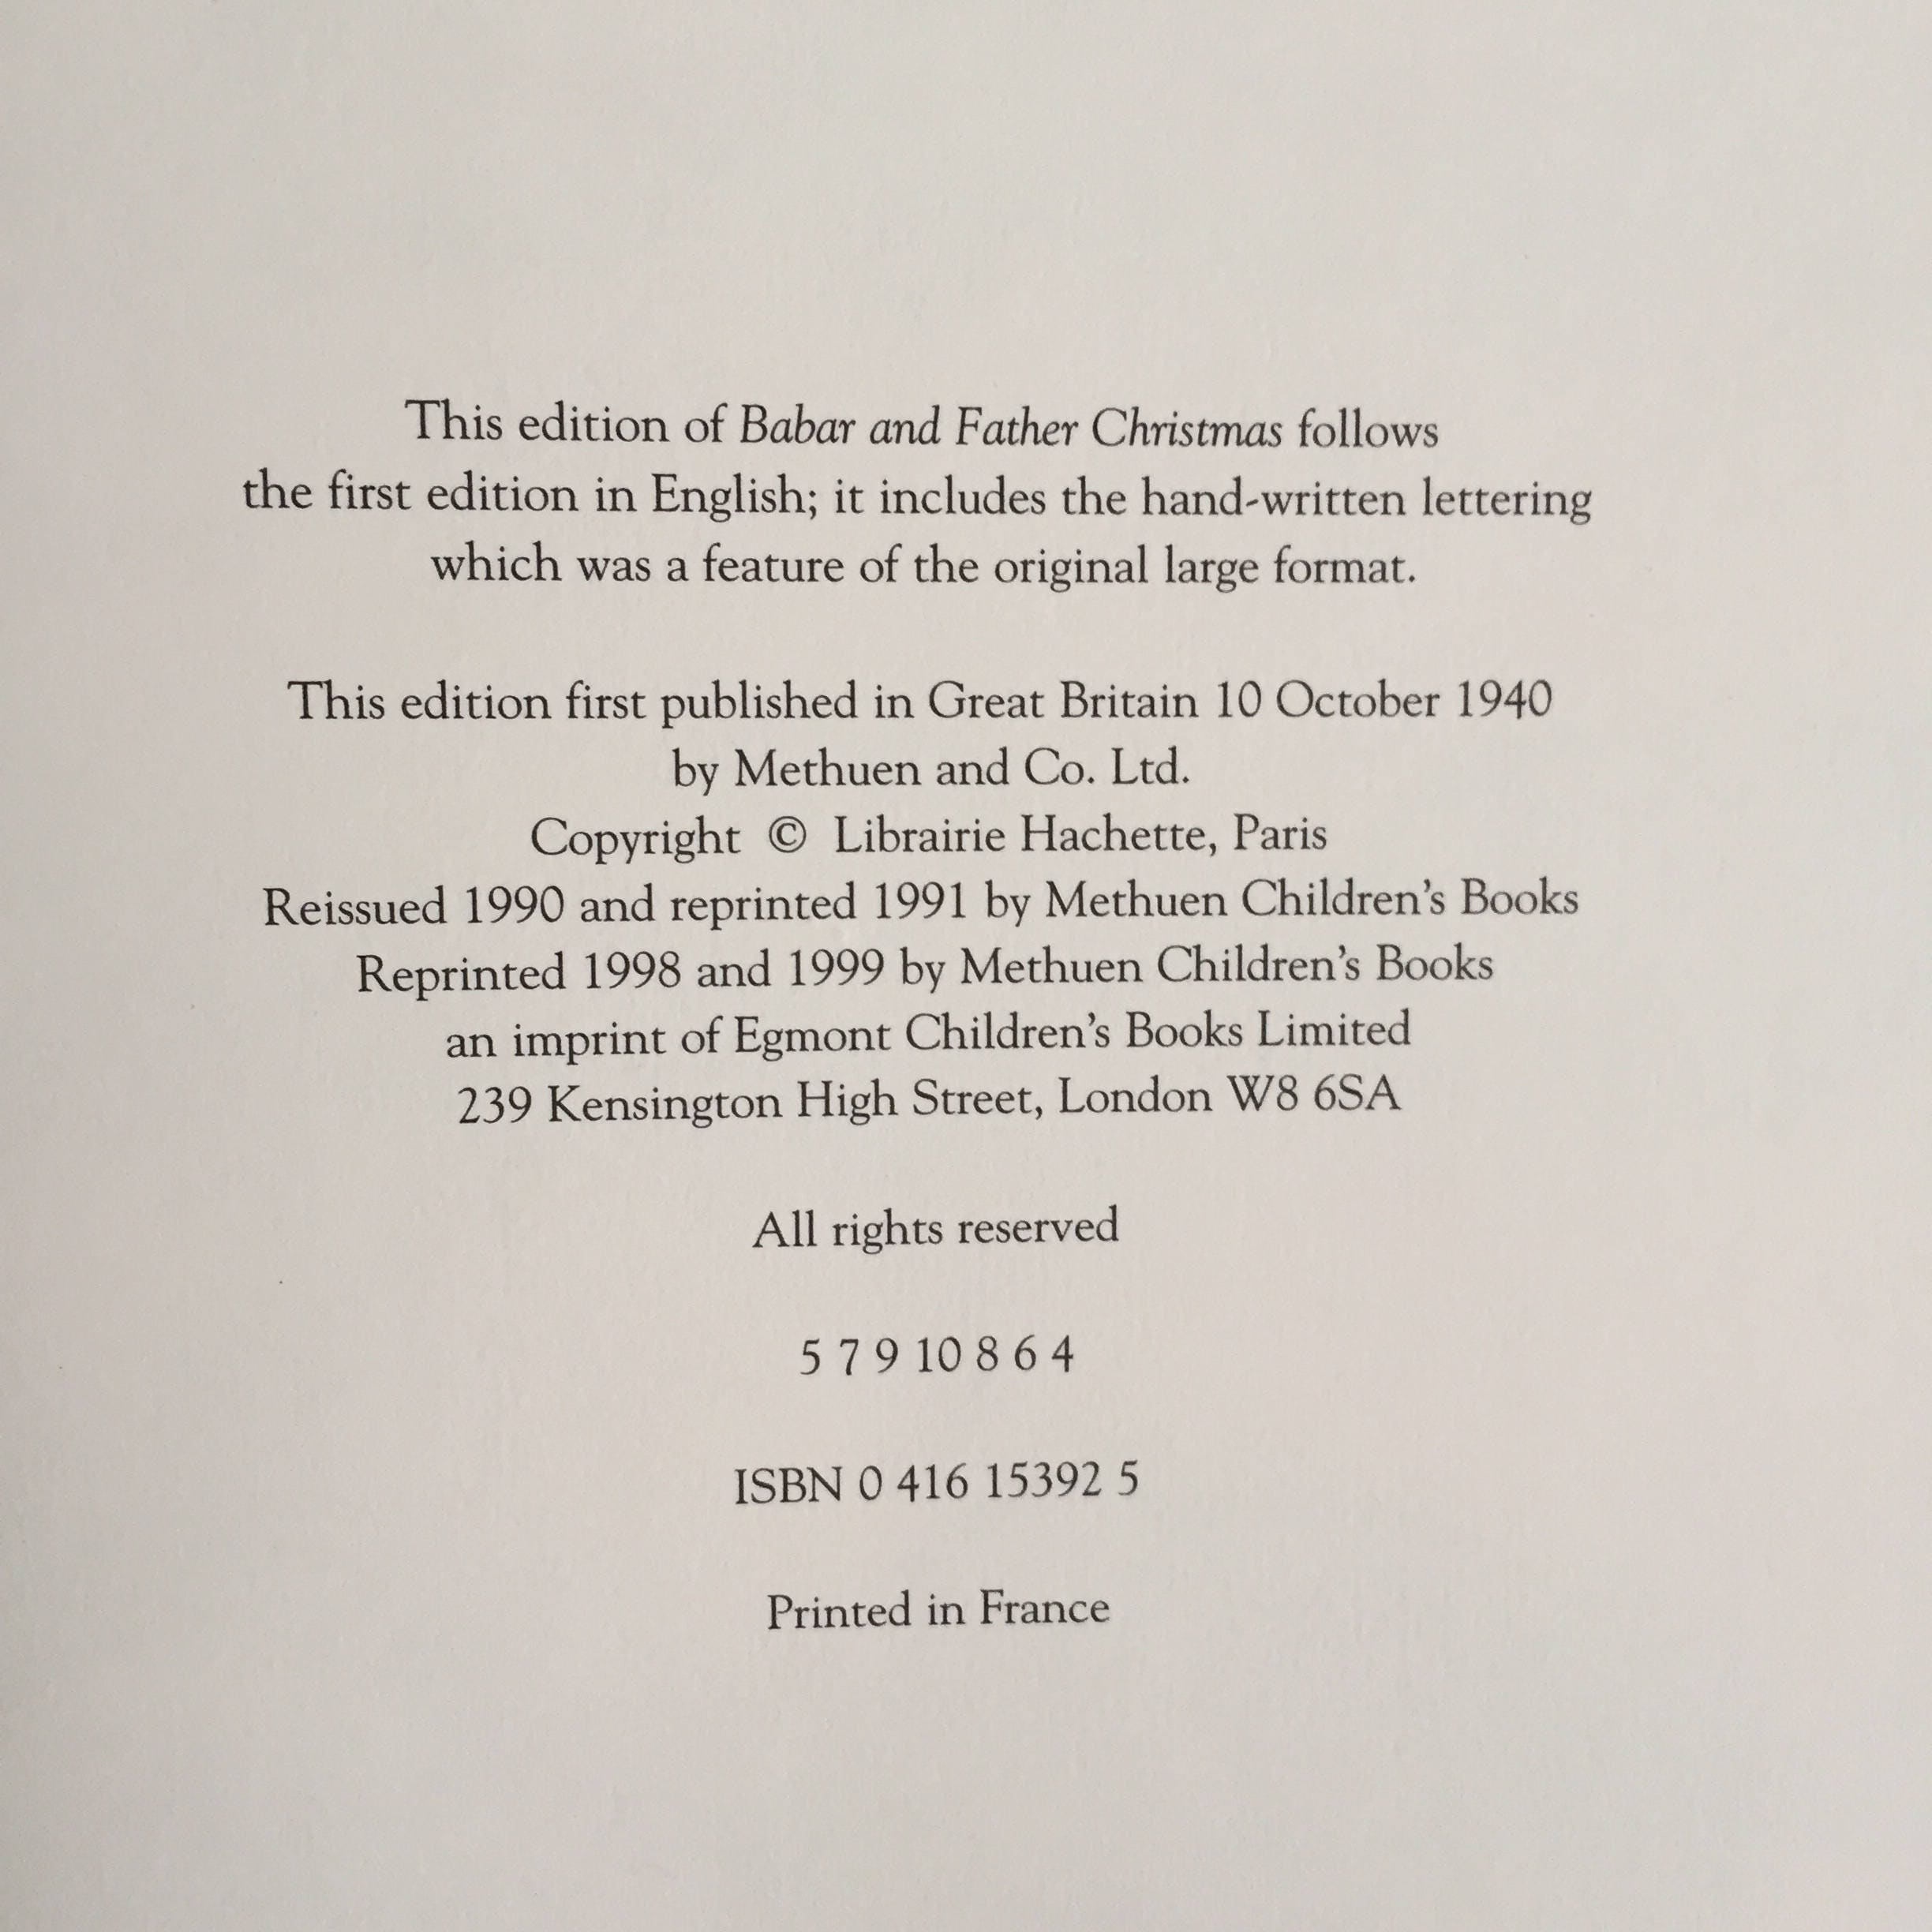 This edition of Babar and Father Christmas follows
the first edition in English; it includes the hand-written lettering
which was a feature of the original large format.
This edition first published in Great Britain 10 October 1940
by Methuen and Co. Ltd.
Copyright © Librairie Hachette, Paris
Reissued 1990 and reprinted 1991 by Methuen Children's Books
Reprinted 1998 and 1999 by Methuen Children's Books
an imprint of Egmont Children's Books Limited
239 Kensington High Street, London W8 6SA
All rights reserved
5 7 9 10 8 6 4
ISBN 0 416 15392 5
Printed in France